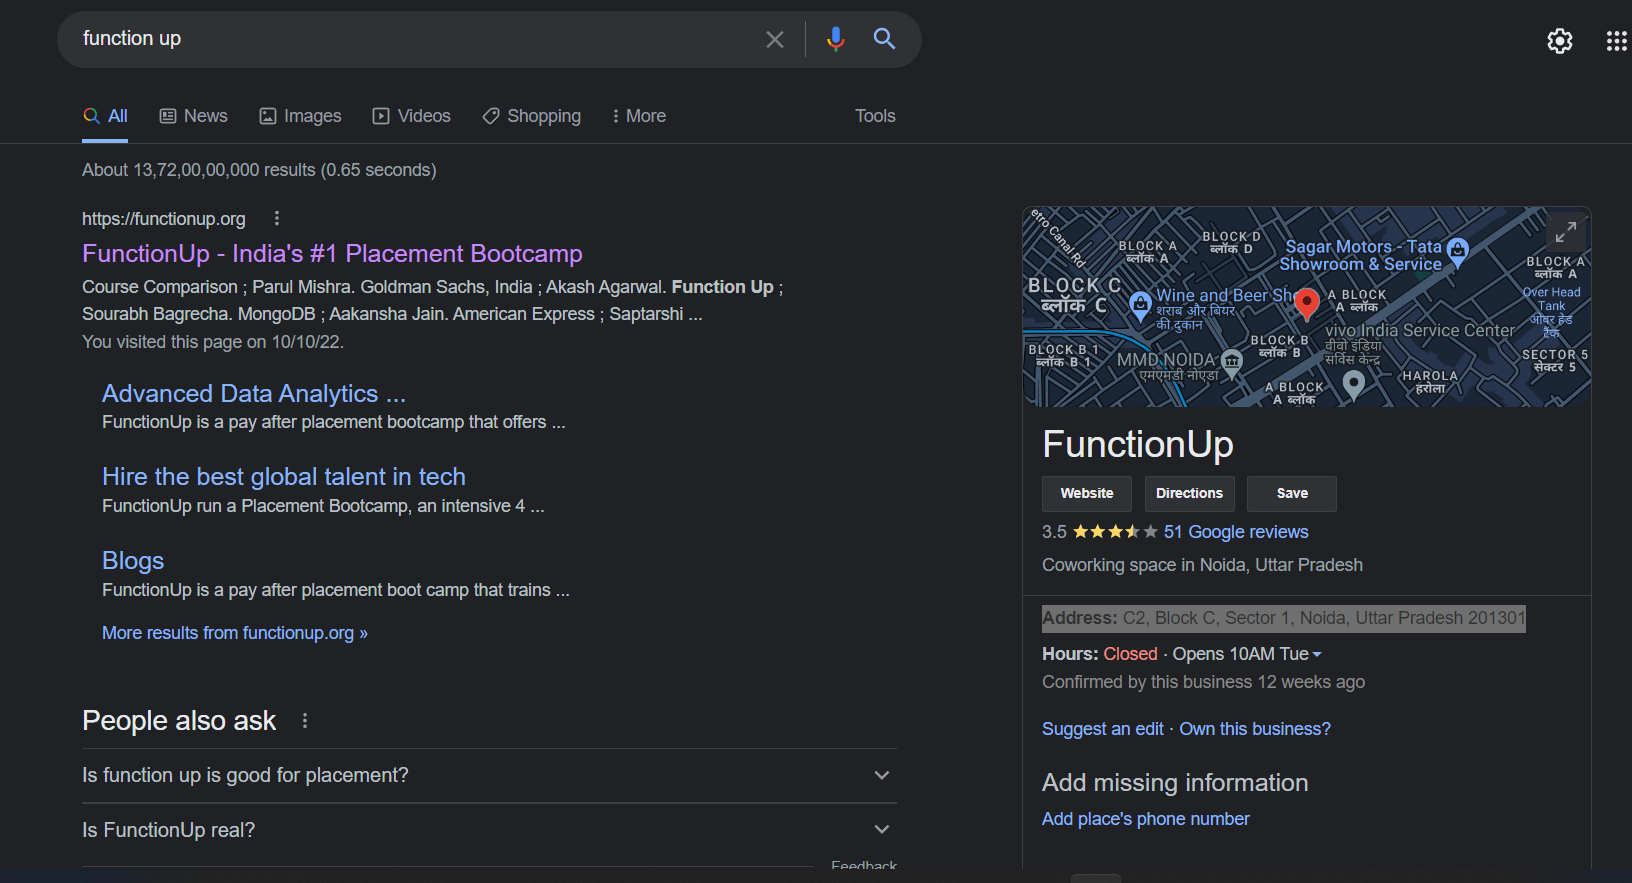 function up
All
News
Images
Videos
Shopping
More
Tools
About 13,72,00,00,000 results (0.65 seconds)
https://functionup.org
FunctionUp - India's #1 Placement Bootcamp
Course Comparison ; Parul Mishra. Goldman Sachs, India ; Akash Agarwal. Function Up ;
Sourabh Bagrecha. MongoDB ; Aakansha Jain. American Express ; Saptarshi ...
You visited this page on 10/10/22.
Advanced Data Analytics ...
FunctionUp is a pay after placement bootcamp that offers ...
Hire the best global talent in tech
FunctionUp run a Placement Bootcamp, an intensive 4 ...
Blogs
FunctionUp is a pay after placement boot camp that trains ...
More results from functionup.org »
People also ask
Is function up is good for placement?
Is FunctionUp real?
Feedback
etro Canal Rd
BLOCK A
ब्लॉक A
BLOCK D
ब्लॉक D
Sagar Motors - Tata
Showroom & Service
BLOCK A
ब्लॉक A
BLOCK C
ब्लॉक C
Wine and Beer Sho
शराब और बियर
की दुकान
A BLOCK
A ब्लॉक
Over Head
Tank
ओवर हेड
टैंक
vivo India Service Center
वीवो इंडिया
सर्विस केन्द्र
BLOCK B
ब्लॉक B
BLOCK B 1
ब्लॉक B 1
MMD NOIDA
एमएमडी नोएडा
SECTOR 5
सेक्टर 5
A BLOCK
A ब्लॉक
HAROLA
हरोला
FunctionUp
Website
Directions
Save
3.5
51 Google reviews
Coworking space in Noida, Uttar Pradesh
Address: C2, Block C, Sector 1, Noida, Uttar Pradesh 201301
Hours: Closed · Opens 10AM Tue
Confirmed by this business 12 weeks ago
Suggest an edit · Own this business?
Add missing information
Add place's phone number